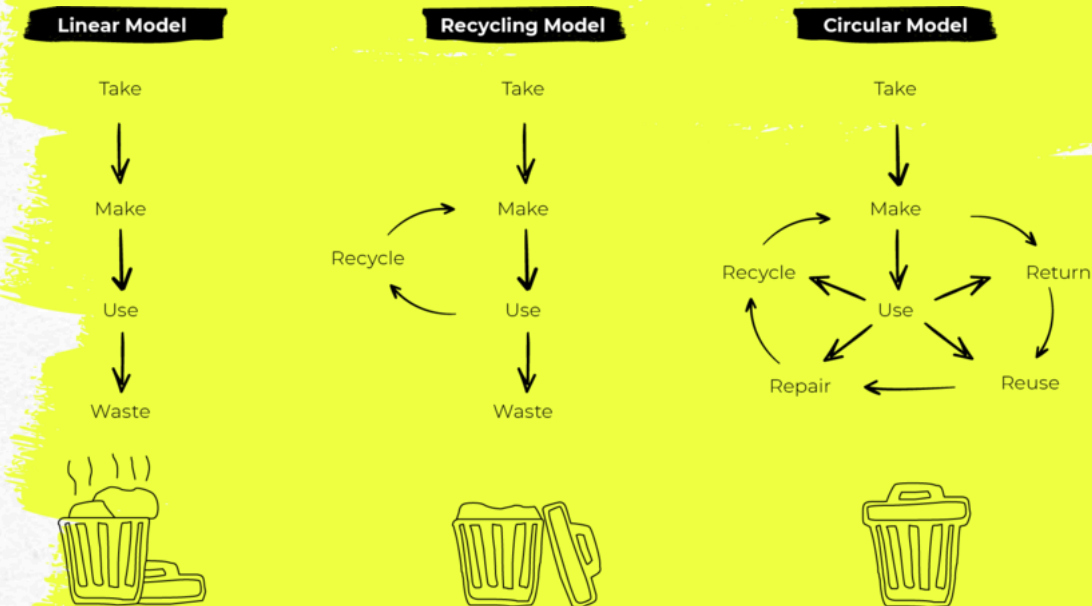 Linear Model
Take
Make
Use
Waste
Recycling Model
Take
Make
Recycle
Use
Waste
Circular Model
Take
Make
Recycle
Return
Use
Repair
Reuse